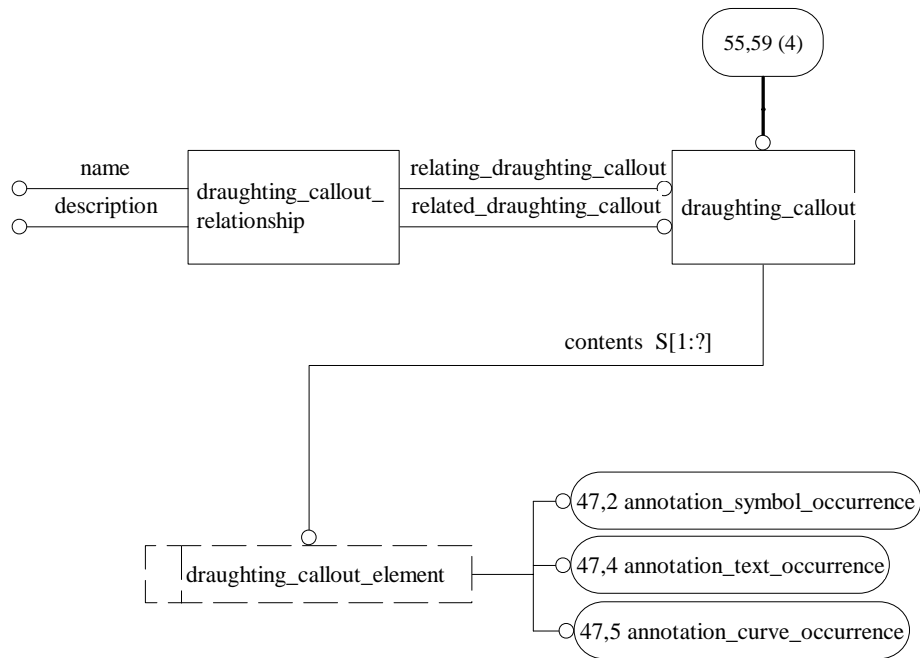 55,59 (4)
name
relating_draughting_callout
draughting_callout_
relationship
draughting_callout
description
related_draughting_callout
contents S[1:?]
47,2 annotation_symbol_occurrence
draughting_callout_element
47,4 annotation_text_occurrence
47,5 annotation_curve_occurrence